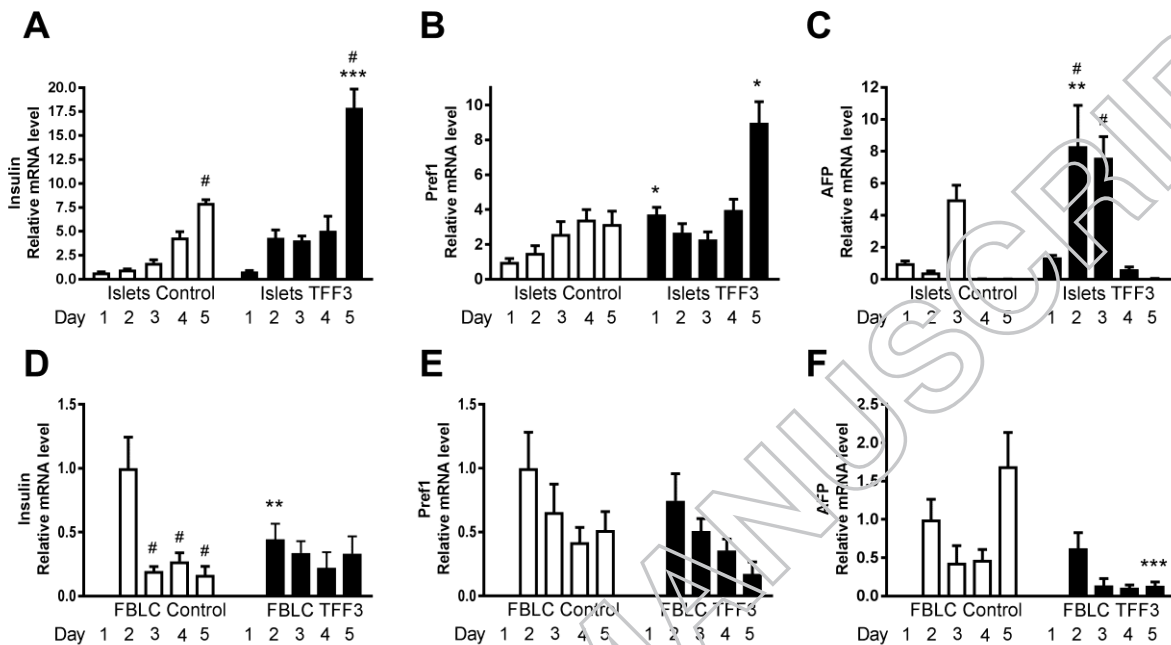 A
Insulin
Relative mRNA level
20.0
17.5
15.0
12.5
10.0
7.5
5.0
2.5
0.0
#
#
***
Islets Control Islets TFF3
Day 1 2 3 4 5 1 2 3 4 5
B
Pref1
Relative mRNA level
10
8
6
4
2
0
*
*
Islets Control Islets TFF3
Day 1 2 3 4 5 1 2 3 4 5
C
AFP
Relative mRNA level
12
10
8
6
4
2
0
#
**
#
Islets Control Islets TFF3
Day 1 2 3 4 5 1 2 3 4 5
D
Insulin
Relative mRNA level
1.5
1.0
0.5
0.0
# # #
**
FBLC Control FBLC TFF3
Day 1 2 3 4 5 1 2 3 4 5
E
Pref1
Relative mRNA level
1.5
1.0
0.5
0.0
FBLC Control FBLC TFF3
Day 1 2 3 4 5 1 2 3 4 5
F
AFP
Relative mRNA level
2.5
2.0
1.5
1.0
0.5
0.0
***
FBLC Control FBLC TFF3
Day 1 2 3 4 5 1 2 3 4 5
MANUSCRIP